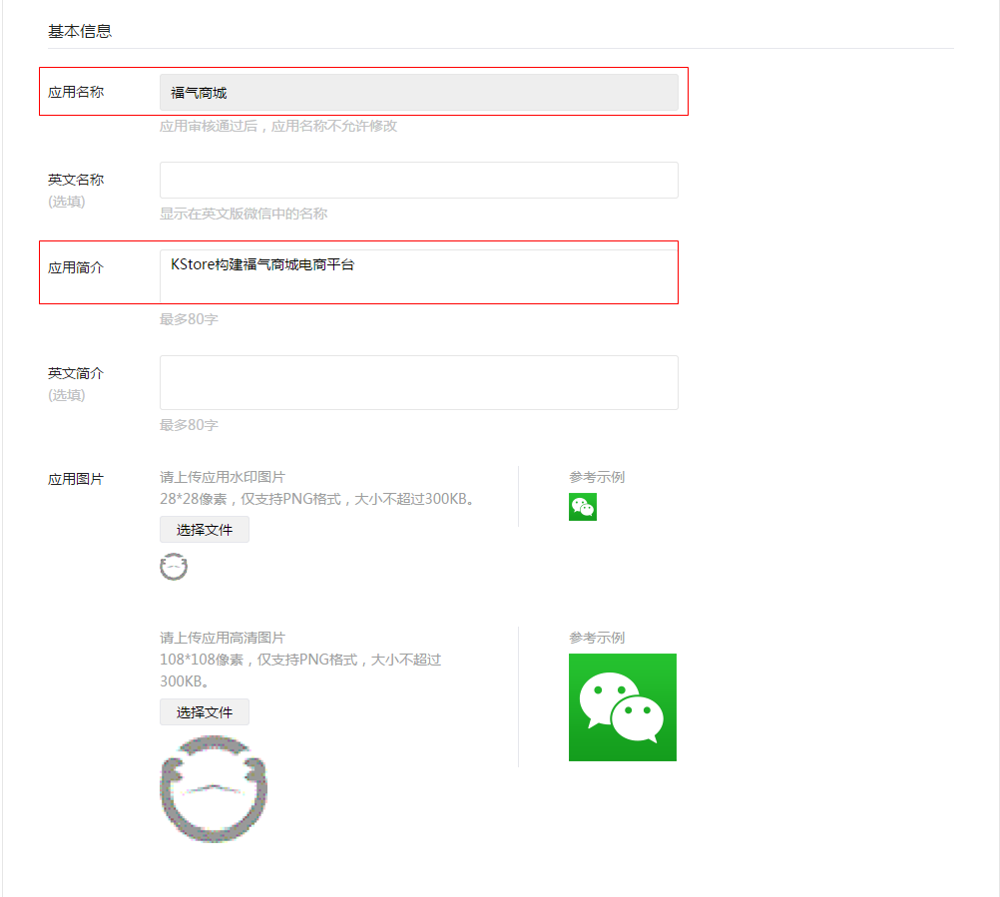 基本信息
应用名称
福气商城
应用审核通过后，应用名称不允许修改
英文名称
(选填)
显示在英文版微信中的名称
应用简介
KStore构建福气商城电商平台
最多80字
英文简介
(选填)
最多80字
应用图片
请上传应用水印图片
28*28像素，仅支持PNG格式，大小不超过300KB。
选择文件
参考示例
请上传应用高清图片
108*108像素，仅支持PNG格式，大小不超过
300KB。
选择文件
参考示例